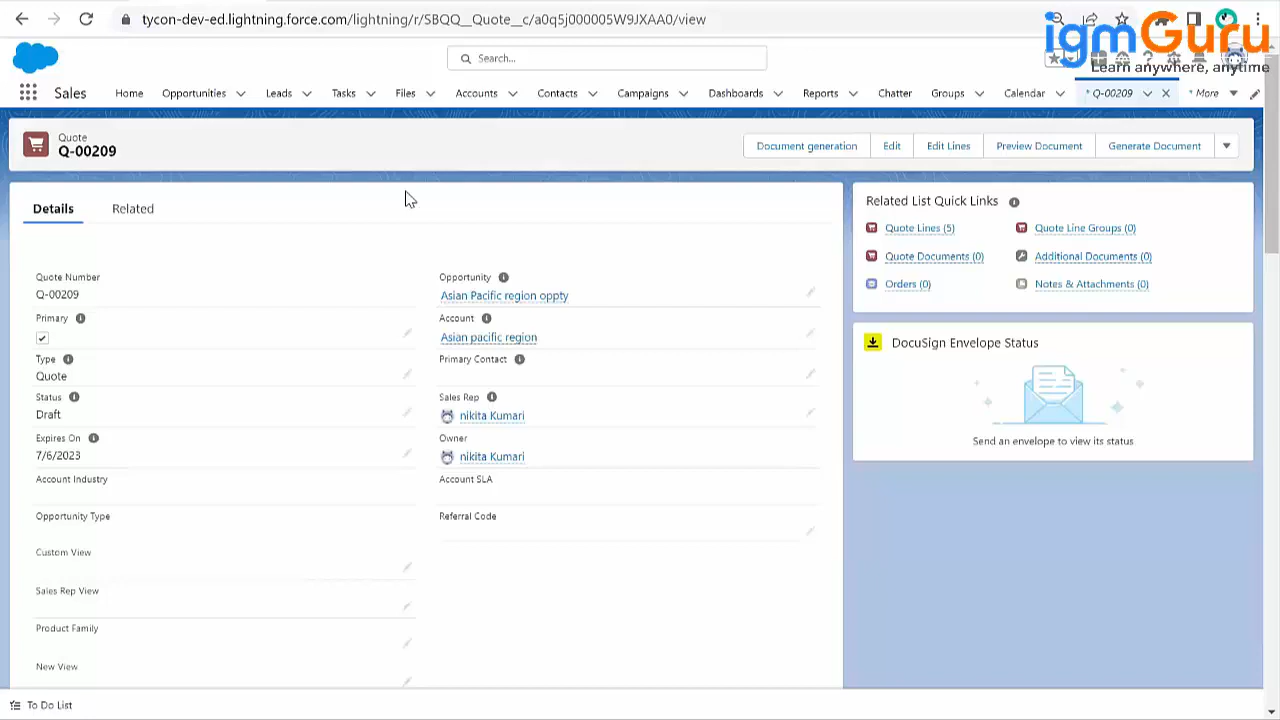 tycon-dev-ed.lightning.force.com/lightning/r/SBQQ__Quote__c/a0q5j000005W9JXAA0/view
igmGuru
Learn anywhere, anytime
Search...
Sales
Home
Opportunities
Leads
Tasks
Files
Accounts
Contacts
Campaigns
Dashboards
Reports
Chatter
Groups
Calendar
* Q-00209
* More
Quote
Q-00209
Document generation
Edit
Edit Lines
Preview Document
Generate Document
Details
Related
Quote Number
Q-00209
Primary
Type
Quote
Status
Draft
Expires On
7/6/2023
Account Industry
Opportunity Type
Custom View
Sales Rep View
Product Family
New View
Opportunity
Asian Pacific region oppty
Account
Asian pacific region
Primary Contact
Sales Rep
nikita Kumari
Owner
nikita Kumari
Account SLA
Referral Code
Related List Quick Links
Quote Lines (5)
Quote Line Groups (0)
Quote Documents (0)
Additional Documents (0)
Orders (0)
Notes & Attachments (0)
DocuSign Envelope Status
Send an envelope to view its status
To Do List